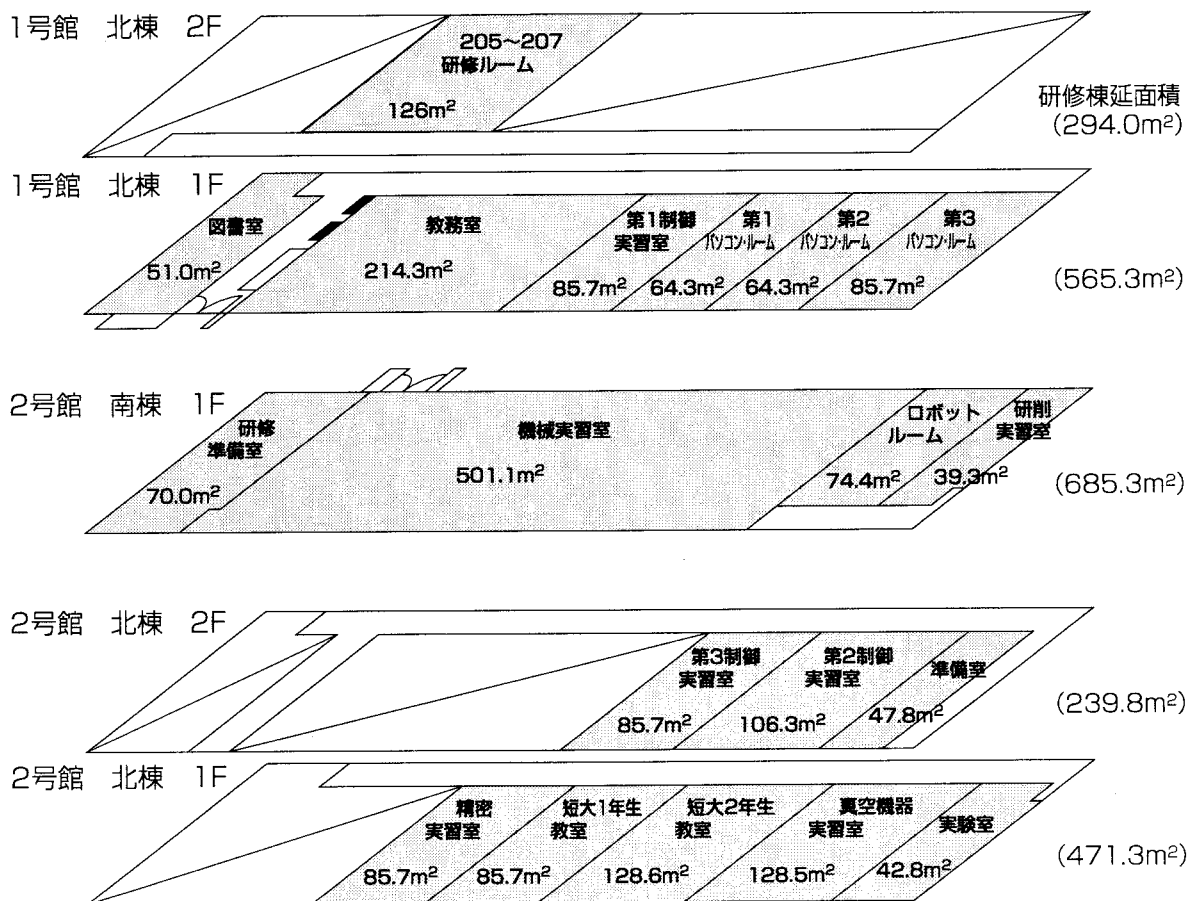 1号館 北棟 2F
205〜207
研修ルーム
126m²
研修棟延面積
(294.0m²)
1号館 北棟 1F
図書室
51.0m²
教務室
214.3m²
第1制御
実習室
85.7m²
第1
パソコン・ルーム
64.3m²
第2
パソコン・ルーム
64.3m²
第3
パソコン・ルーム
85.7m²
(565.3m²)
2号館 南棟 1F
研修
準備室
70.0m²
機械実習室
501.1m²
ロボット
ルーム
74.4m²
研削
実習室
39.3m²
(685.3m²)
2号館 北棟 2F
第3制御
実習室
85.7m²
第2制御
実習室
106.3m²
準備室
47.8m²
(239.8m²)
2号館 北棟 1F
精密
実習室
85.7m²
短大1年生
教室
85.7m²
短大2年生
教室
128.6m²
真空機器
実習室
128.5m²
実験室
42.8m²
(471.3m²)